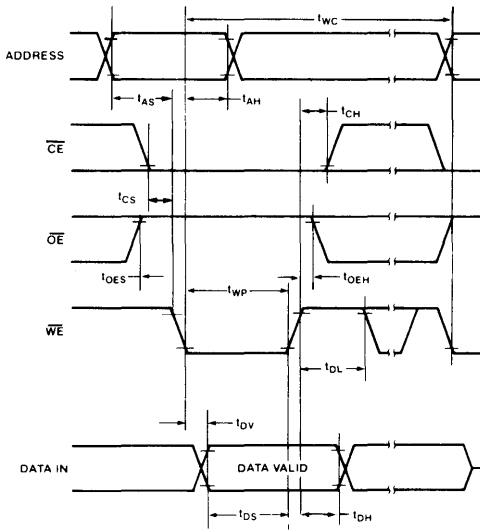 tWC
ADDRESS
tAS
tAH
tCH
CE
tCS
OE
tOES
tWP
tOEH
WE
tDL
tDV
DATA IN
DATA VALID
tDS
tDH